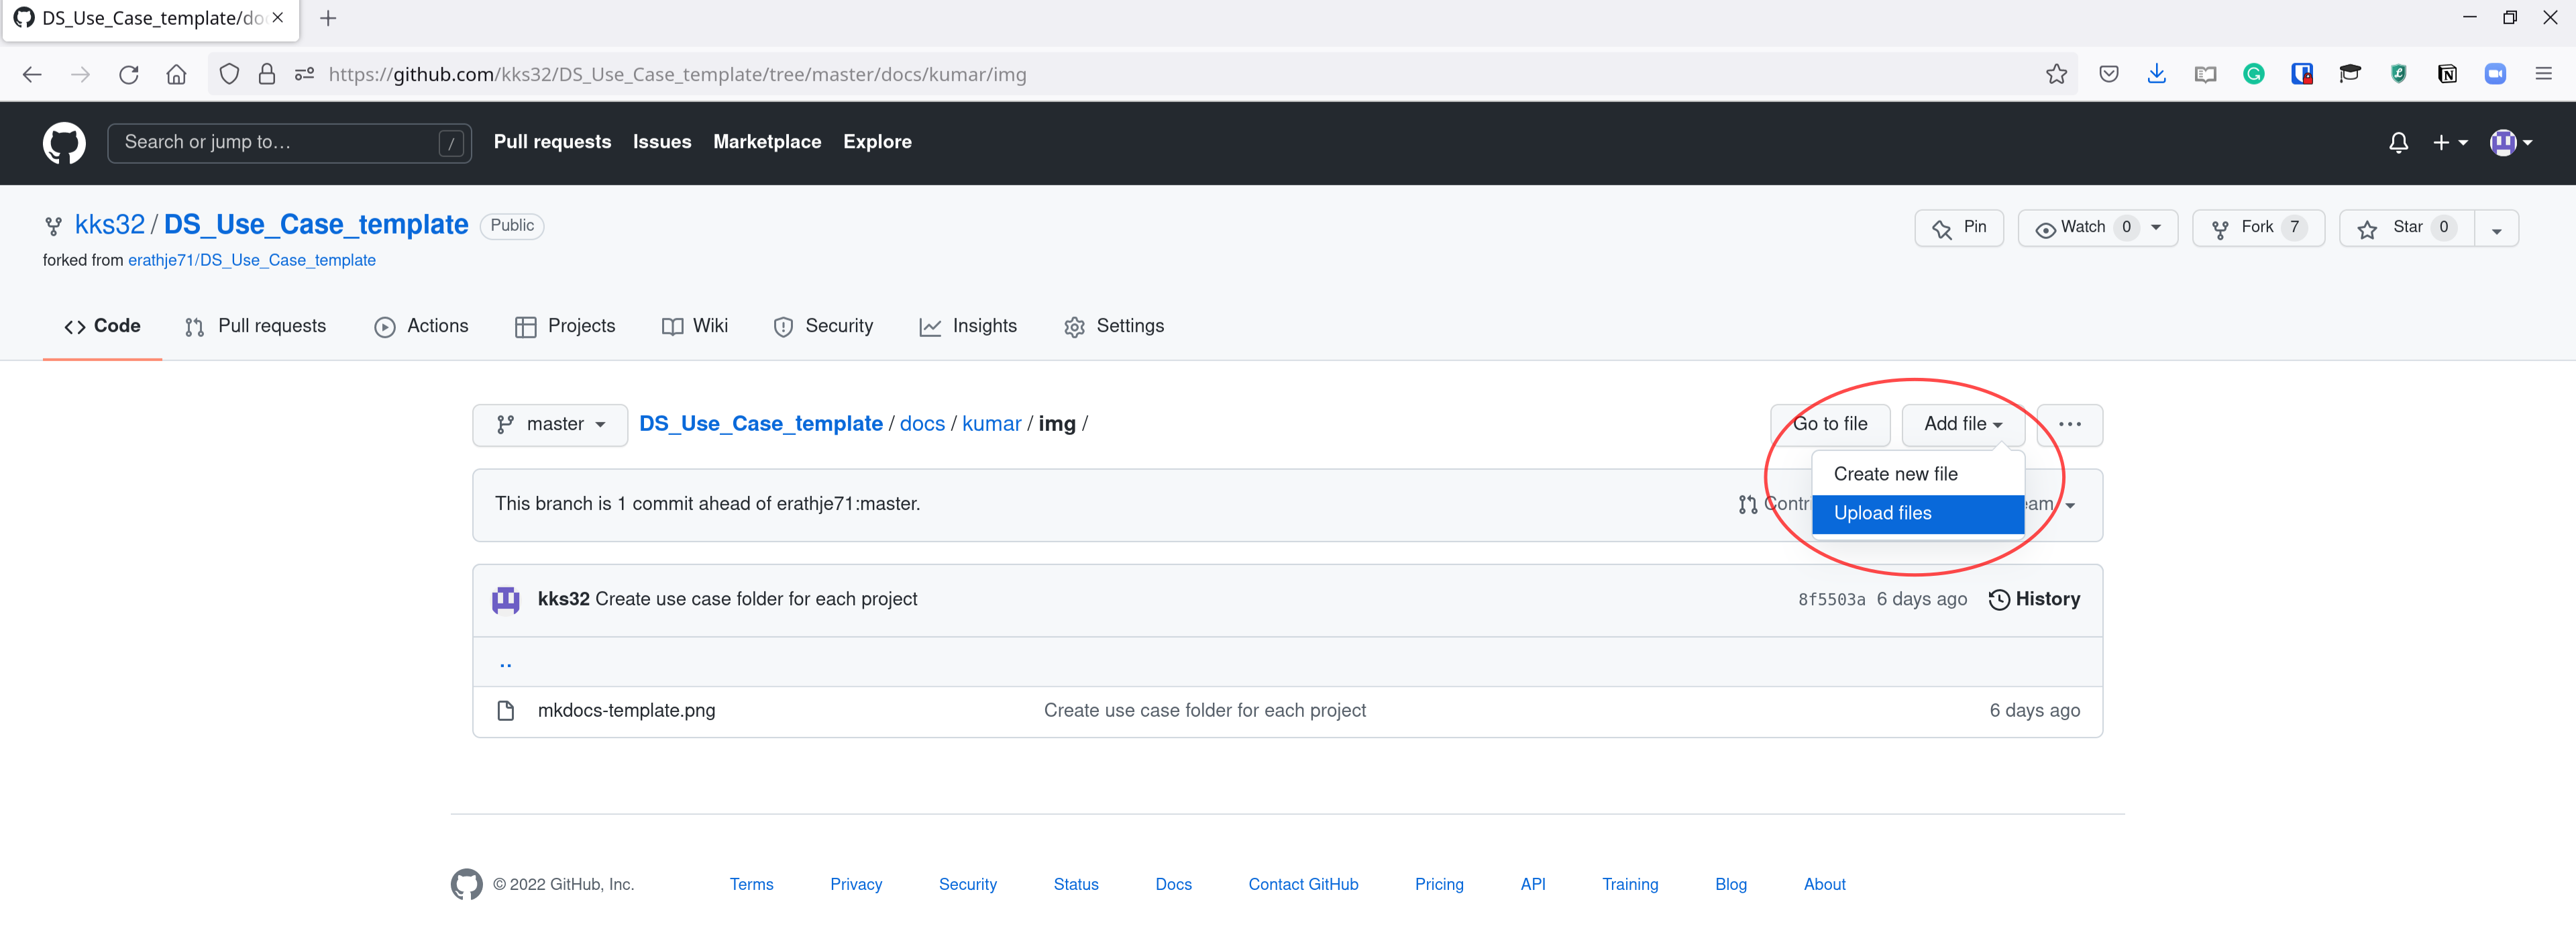 DS_Use_Case_template/do
https://github.com/kks32/DS_Use_Case_template/tree/master/docs/kumar/img
Search or jump to… / Pull requests Issues Marketplace Explore
kks32 / DS_Use_Case_template Public
Pin Watch 0 Fork 7 Star 0
forked from erathje71/DS_Use_Case_template
Code Pull requests Actions Projects Wiki Security Insights Settings
master DS_Use_Case_template / docs / kumar / img /
Go to file Add file
Create new file
This branch is 1 commit ahead of erathje71:master.
Contri
eam
Upload files
kks32 Create use case folder for each project 8f5503a 6 days ago History
..
mkdocs-template.png Create use case folder for each project 6 days ago
© 2022 GitHub, Inc. Terms Privacy Security Status Docs Contact GitHub Pricing API Training Blog About